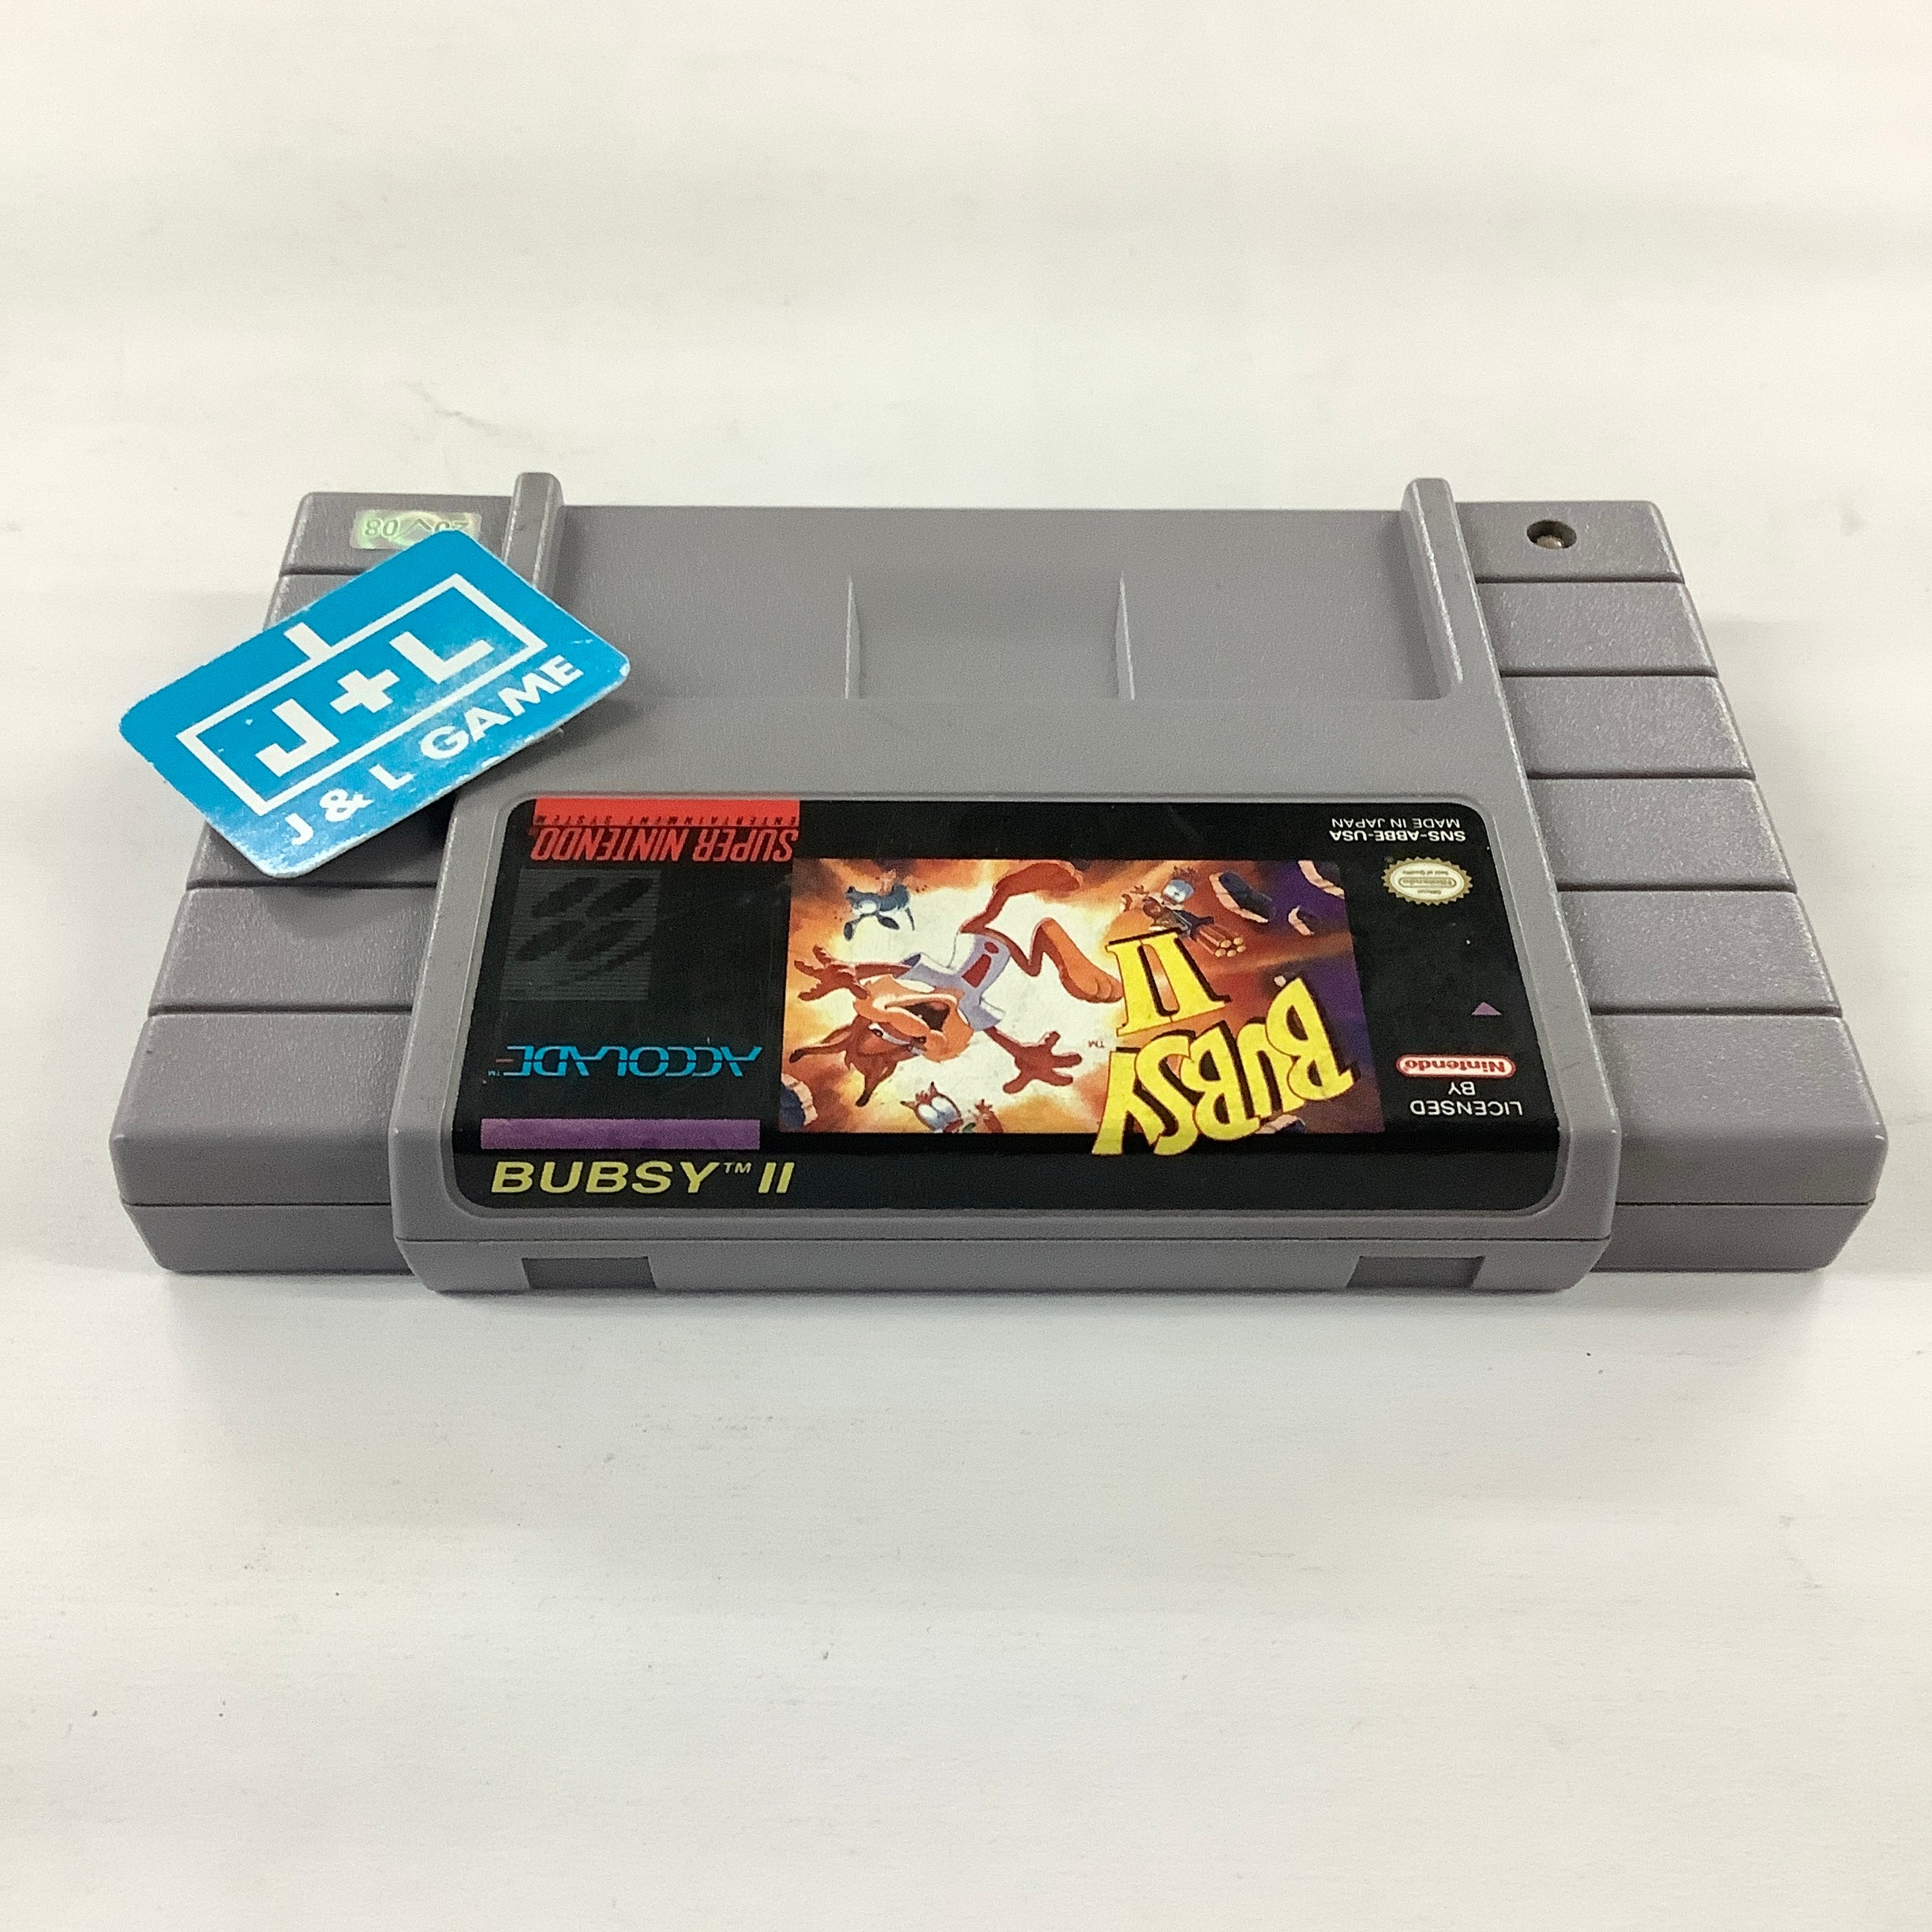 J+L
J & L GAME
SUPER NINTENDO
ENTERTAINMENT SYSTEM
SNS-ABBE-USA
MADE IN JAPAN
BUBSY
II
™
ACCOLADE™
LICENSED
BY
Nintendo
BUBSY™ II